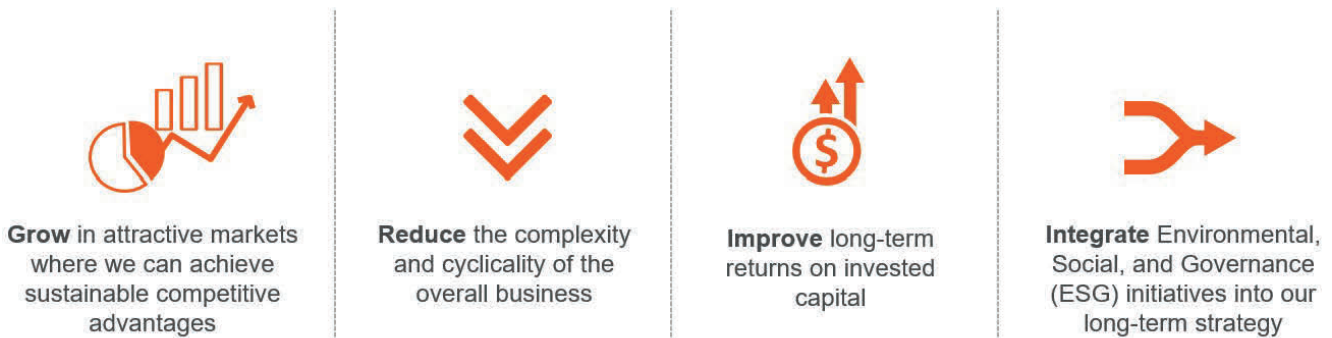 Grow in attractive markets
where we can achieve
sustainable competitive
advantages
Reduce the complexity
and cyclicality of the
overall business
$
Improve long-term
returns on invested
capital
Integrate Environmental,
Social, and Governance
(ESG) initiatives into our
long-term strategy